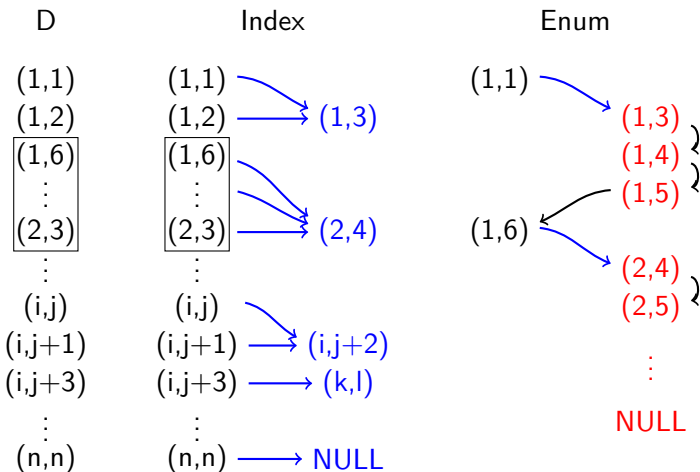 D Index Enum
(1,1) (1,1) (1,1)
(1,2) (1,2) (1,3) (1,3)
(1,6) (1,6) (1,4)
⋮ ⋮ (1,5)
(2,3) (2,3) (2,4) (1,6)
⋮ ⋮ (2,4)
(i,j) (i,j) (2,5)
(i,j+1) (i,j+1) (i,j+2)
(i,j+3) (i,j+3) (k,l) ⋮
⋮ ⋮ NULL
(n,n) (n,n) NULL